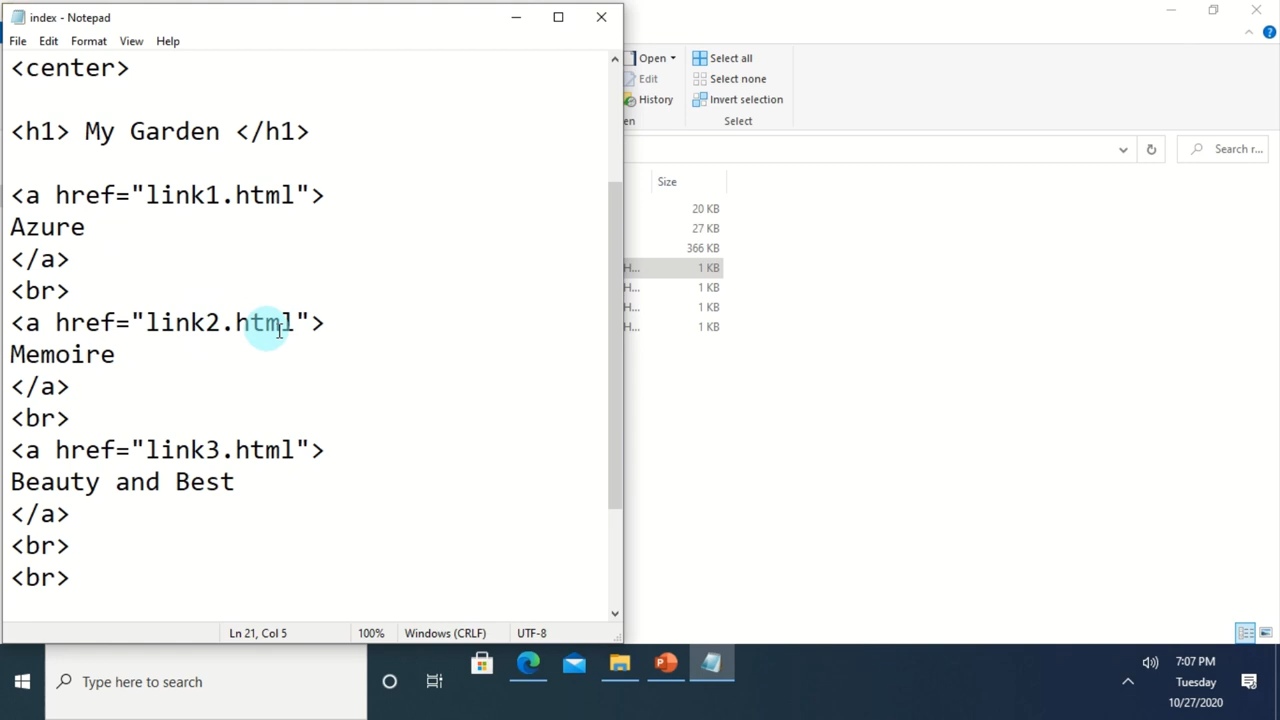 index - Notepad
File Edit Format View Help
<center>
<h1> My Garden </h1>
<a href="link1.html">
Azure
</a>
<br>
<a href="link2.html">
Memoire
</a>
<br>
<a href="link3.html">
Beauty and Best
</a>
<br>
<br>
Ln 21, Col 5 100% Windows (CRLF) UTF-8
Open Select all
Edit Select none
History Invert selection
en Select
Search r...
Size
20 KB
27 KB
366 KB
H... 1 KB
H... 1 KB
H... 1 KB
H... 1 KB
Type here to search
7:07 PM
Tuesday
10/27/2020